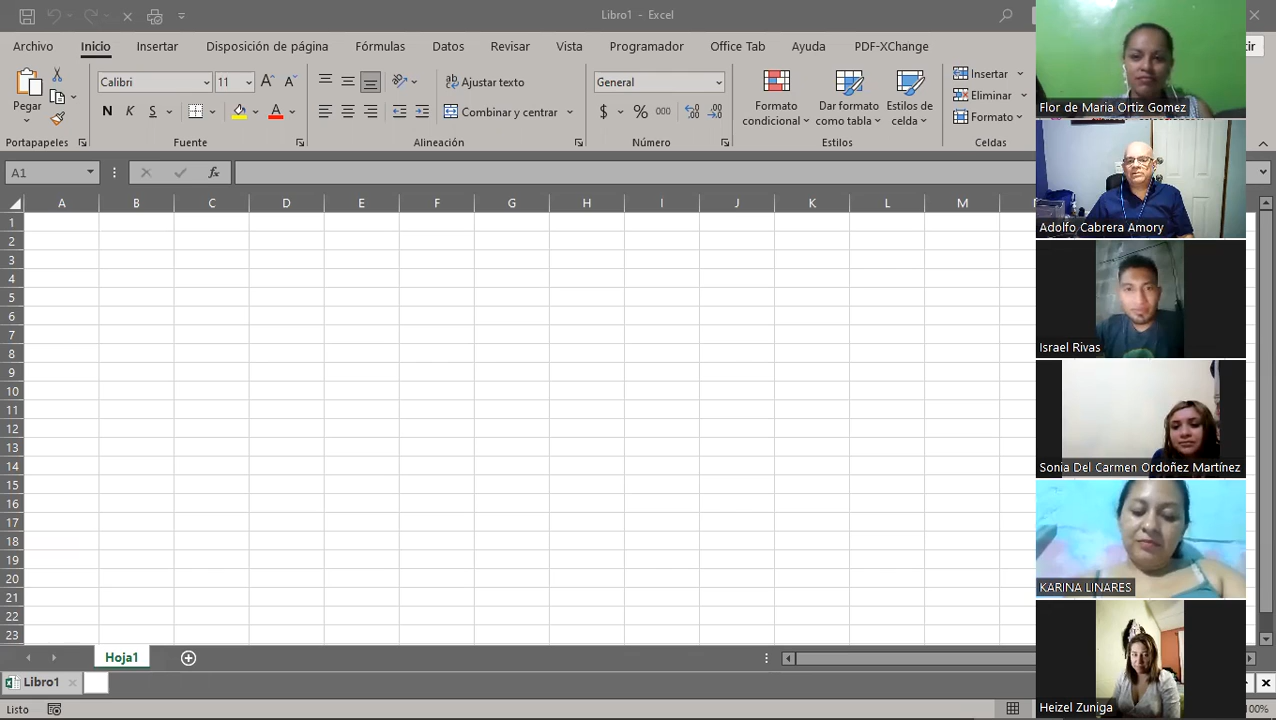 Libro1 - Excel
Archivo Inicio Insertar Disposición de página Fórmulas Datos Revisar Vista Programador Office Tab Ayuda PDF-XChange
Pegar
Calibri 11
N K S
Ajustar texto
Combinar y centrar
General
$ % 000
Formato condicional
Dar formato como tabla
Estilos de celda
Insertar
Eliminar
Formato
Portapapeles Fuente Alineación Número Estilos Celdas
A1 fx
A B C D E F G H I J K L M
1
2
3
4
5
6
7
8
9
10
11
12
13
14
15
16
17
18
19
20
21
22
23
Hoja1
Libro1
Listo
100%
Flor de Maria Ortiz Gomez
Adolfo Cabrera Amory
Israel Rivas
Sonia Del Carmen Ordoñez Martínez
KARINA LINARES
Heizel Zuniga